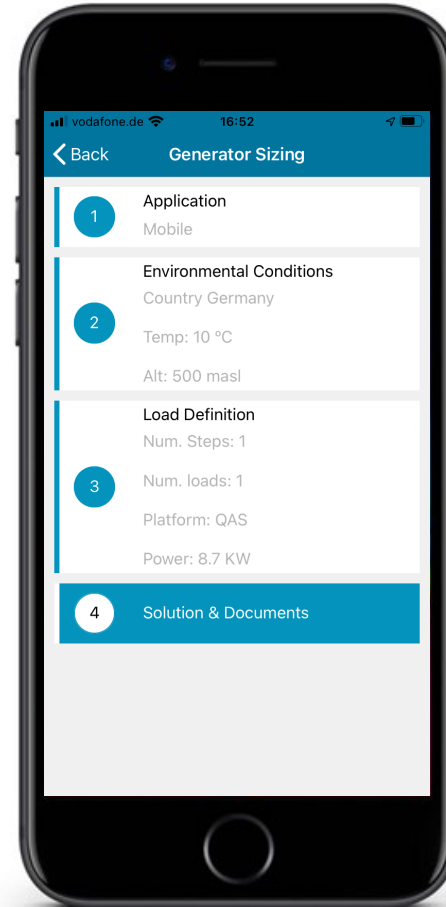 vodafone.de 16:52
Back Generator Sizing
1
Application
Mobile
2
Environmental Conditions
Country Germany
Temp: 10 ºC
Alt: 500 masl
3
Load Definition
Num. Steps: 1
Num. loads: 1
Platform: QAS
Power: 8.7 KW
4 Solution & Documents